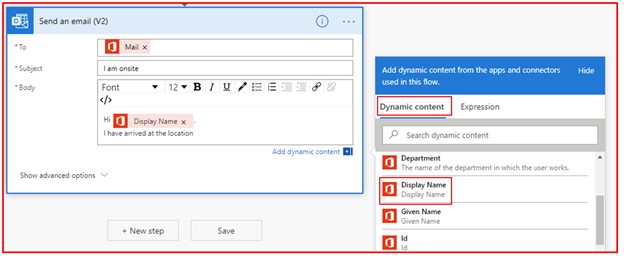 Send an email (V2)
* To
Mail ×
* Subject
I am onsite
* Body
Font 12 B I U
</>
Hi Display Name × .
I have arrived at the location
Add dynamic content
Show advanced options
+ New step
Save
Add dynamic content from the apps and connectors
used in this flow.
Hide
Dynamic content
Expression
Search dynamic content
Department
The name of the department in which the user works.
Display Name
Display Name
Given Name
Given Name
Id
Id